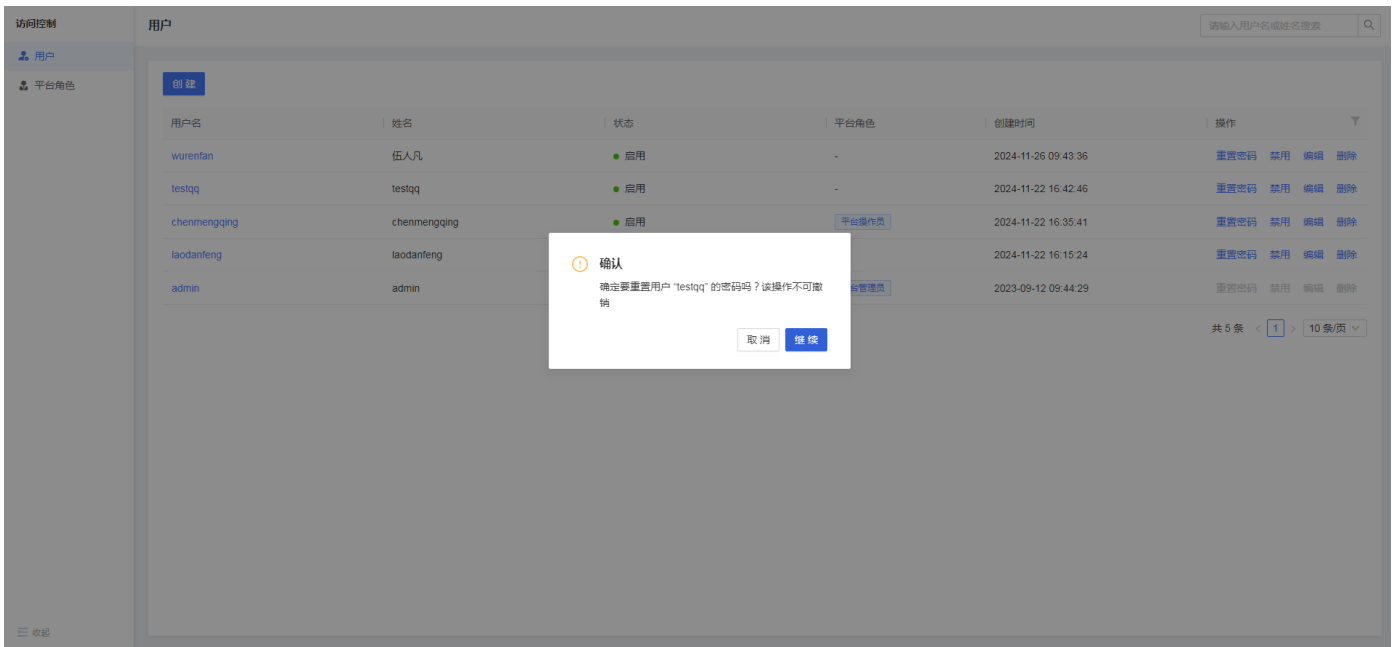 访问控制
用户
请输入用户名或姓名搜索
用户
平台角色
创建
用户名 姓名 状态 平台角色 创建时间 操作
wurenfan 伍人凡 启用 - 2024-11-26 09:43:36 重置密码 禁用 编辑 删除
testqq testqq 启用 - 2024-11-22 16:42:46 重置密码 禁用 编辑 删除
chenmengqing chenmengqing 启用 平台操作员 2024-11-22 16:35:41 重置密码 禁用 编辑 删除
laodanfeng laodanfeng 2024-11-22 16:15:24 重置密码 禁用 编辑 删除
admin admin 台管理员 2023-09-12 09:44:29 重置密码 禁用 编辑 删除
确认
确定要重置用户 "testqq" 的密码吗？该操作不可撤
销
取消 继续
共 5 条 < 1 > 10 条/页
收起